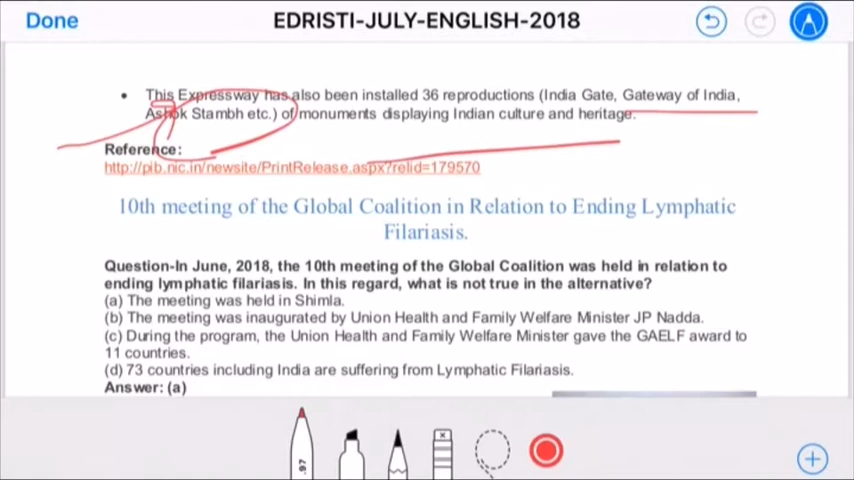 Done
EDRISTI-JULY-ENGLISH-2018
• This Expressway has also been installed 36 reproductions (India Gate, Gateway of India,
Ashok Stambh etc.) of monuments displaying Indian culture and heritage.
Reference:
http://pib.nic.in/newsite/PrintRelease.aspx?relid=179570
10th meeting of the Global Coalition in Relation to Ending Lymphatic
Filariasis.
Question-In June, 2018, the 10th meeting of the Global Coalition was held in relation to
ending lymphatic filariasis. In this regard, what is not true in the alternative?
(a) The meeting was held in Shimla.
(b) The meeting was inaugurated by Union Health and Family Welfare Minister JP Nadda.
(c) During the program, the Union Health and Family Welfare Minister gave the GAELF award to
11 countries.
(d) 73 countries including India are suffering from Lymphatic Filariasis.
Answer: (a)
.97